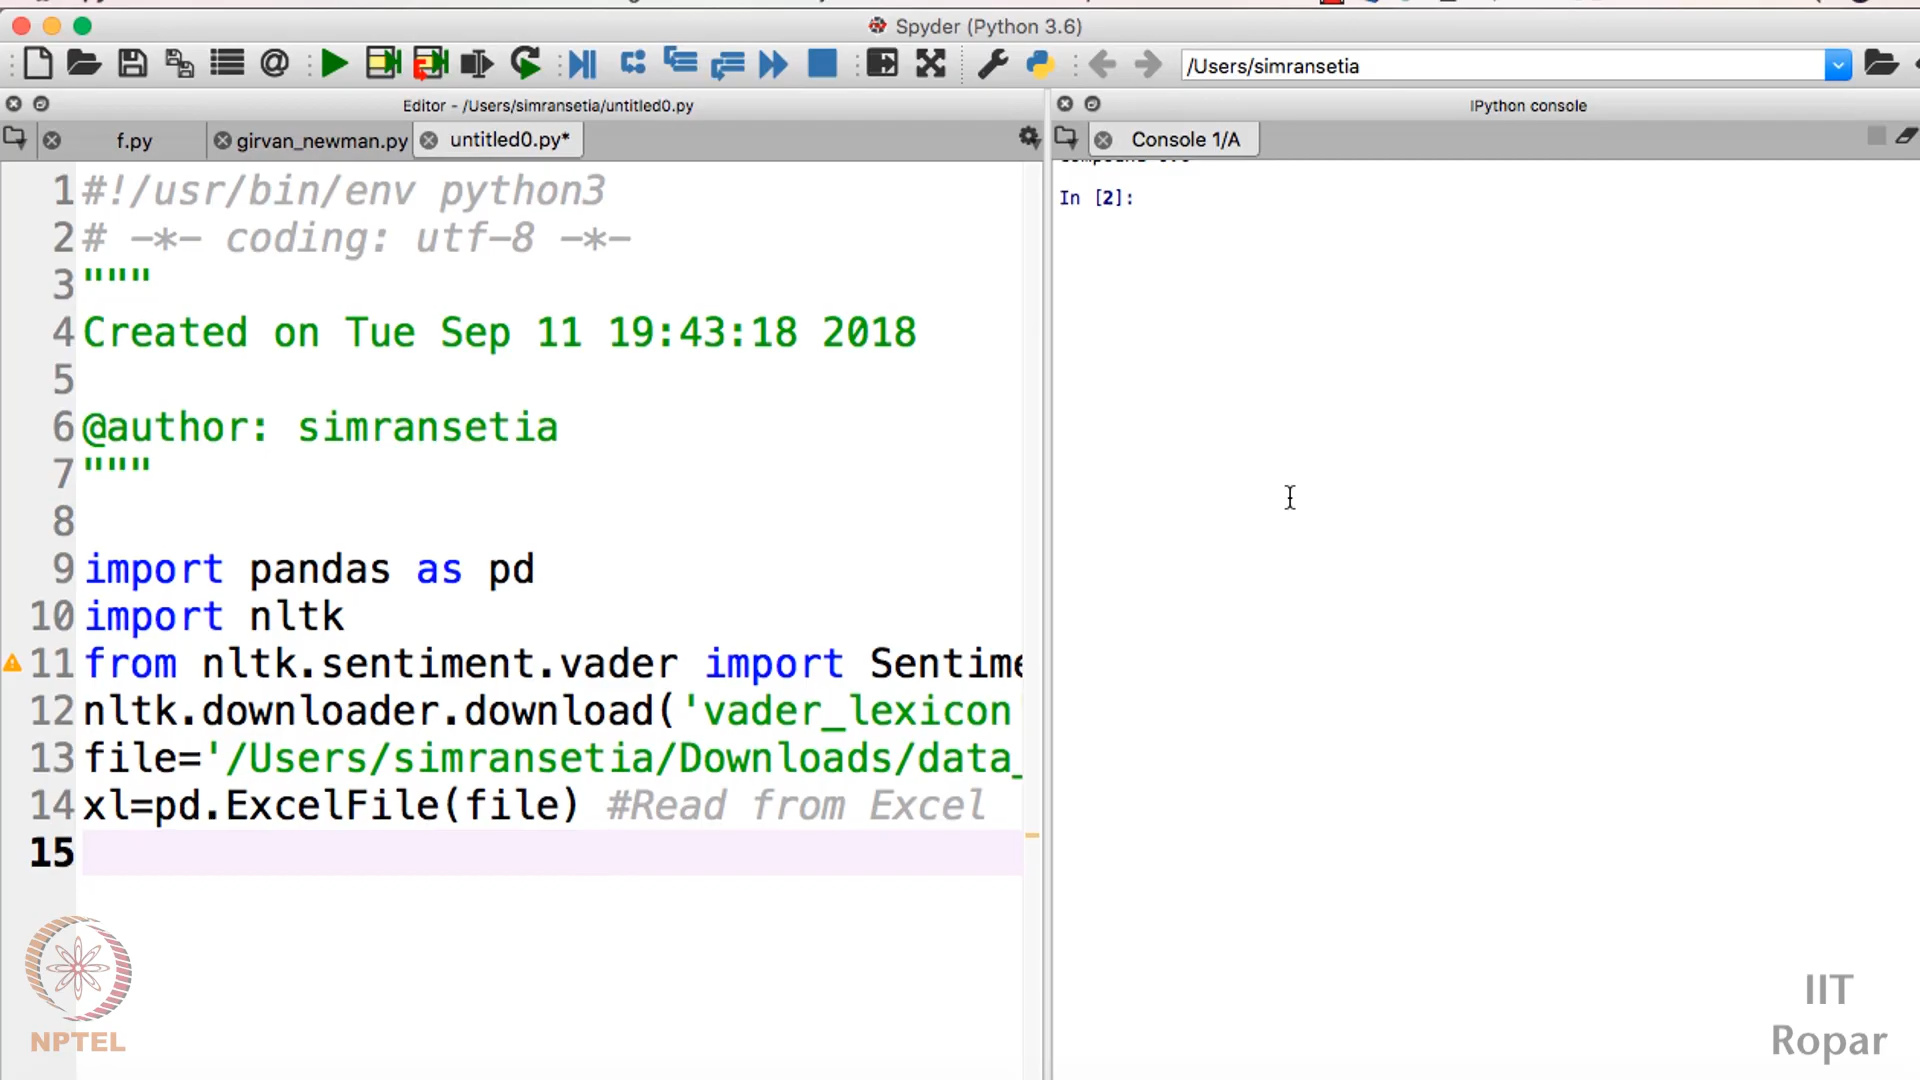 Spyder (Python 3.6)
/Users/simransetia
Editor - /Users/simransetia/untitled0.py
IPython console
f.py
girvan_newman.py
untitled0.py*
Console 1/A
1 #!/usr/bin/env python3
2 # -*- coding: utf-8 -*-
3 """
4 Created on Tue Sep 11 19:43:18 2018
5
6 @author: simransetia
7 """
8
9 import pandas as pd
10 import nltk
11 from nltk.sentiment.vader import Sentime
12 nltk.downloader.download('vader_lexicon'
13 file='/Users/simransetia/Downloads/data_
14 xl=pd.ExcelFile(file) #Read from Excel
15
In [2]:
NPTEL
IIT
Ropar